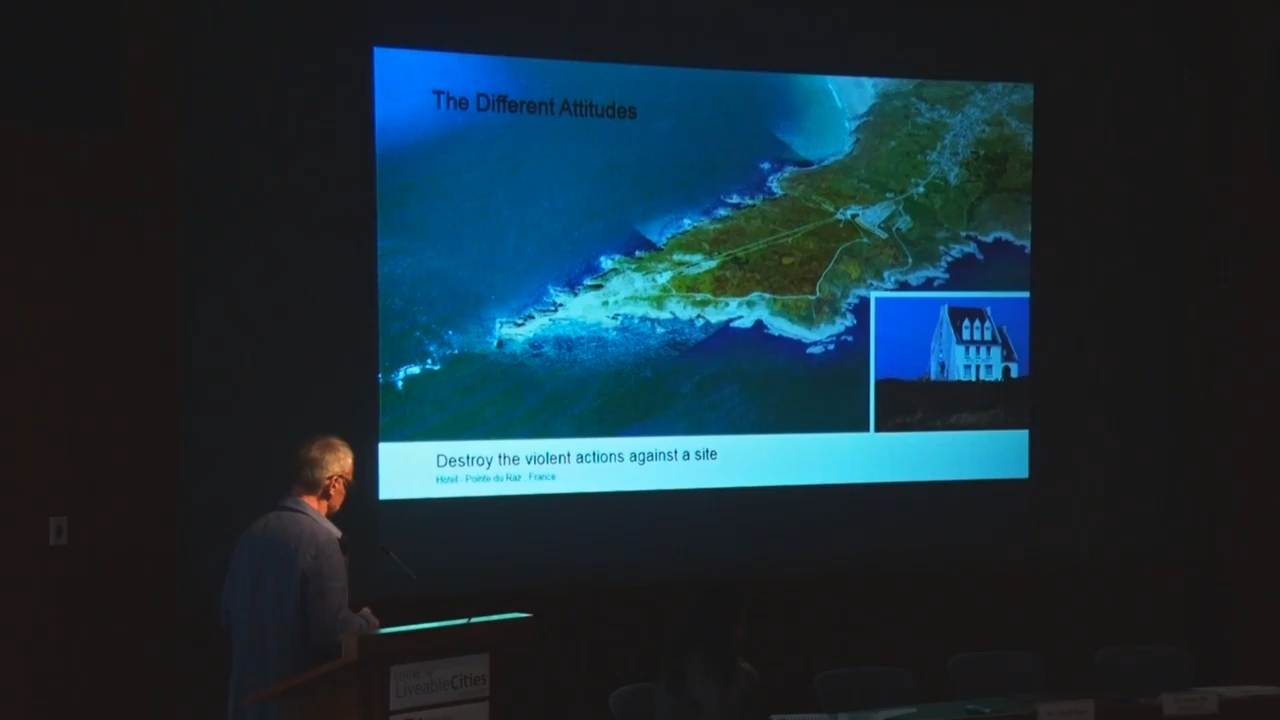 The Different Attitudes
Destroy the violent actions against a site
Hotel - Pointe du Raz , France
LiveableCities